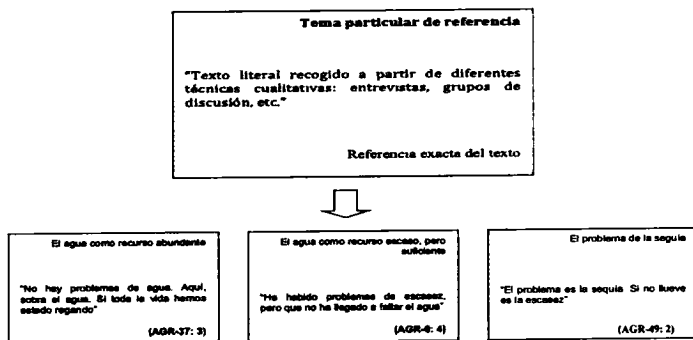 Tema particular de referencia
"Texto literal recogido a partir de diferentes
técnicas cualitativas: entrevistas, grupos de
discusión, etc."
Referencia exacta del texto
El agua como recurso abundante
"No hay problemas de agua. Aquí,
sobra el agua. Si toda la vida hemos
estado regando"
(AGR-37: 3)
El agua como recurso escaso, pero
suficiente
"Ha habido problemas de escasez,
pero que no ha llegado a faltar el agua"
(AGR-6: 4)
El problema de la sequía
"El problema es la sequía. Si no llueve
es la escasez"
(AGR-49: 2)